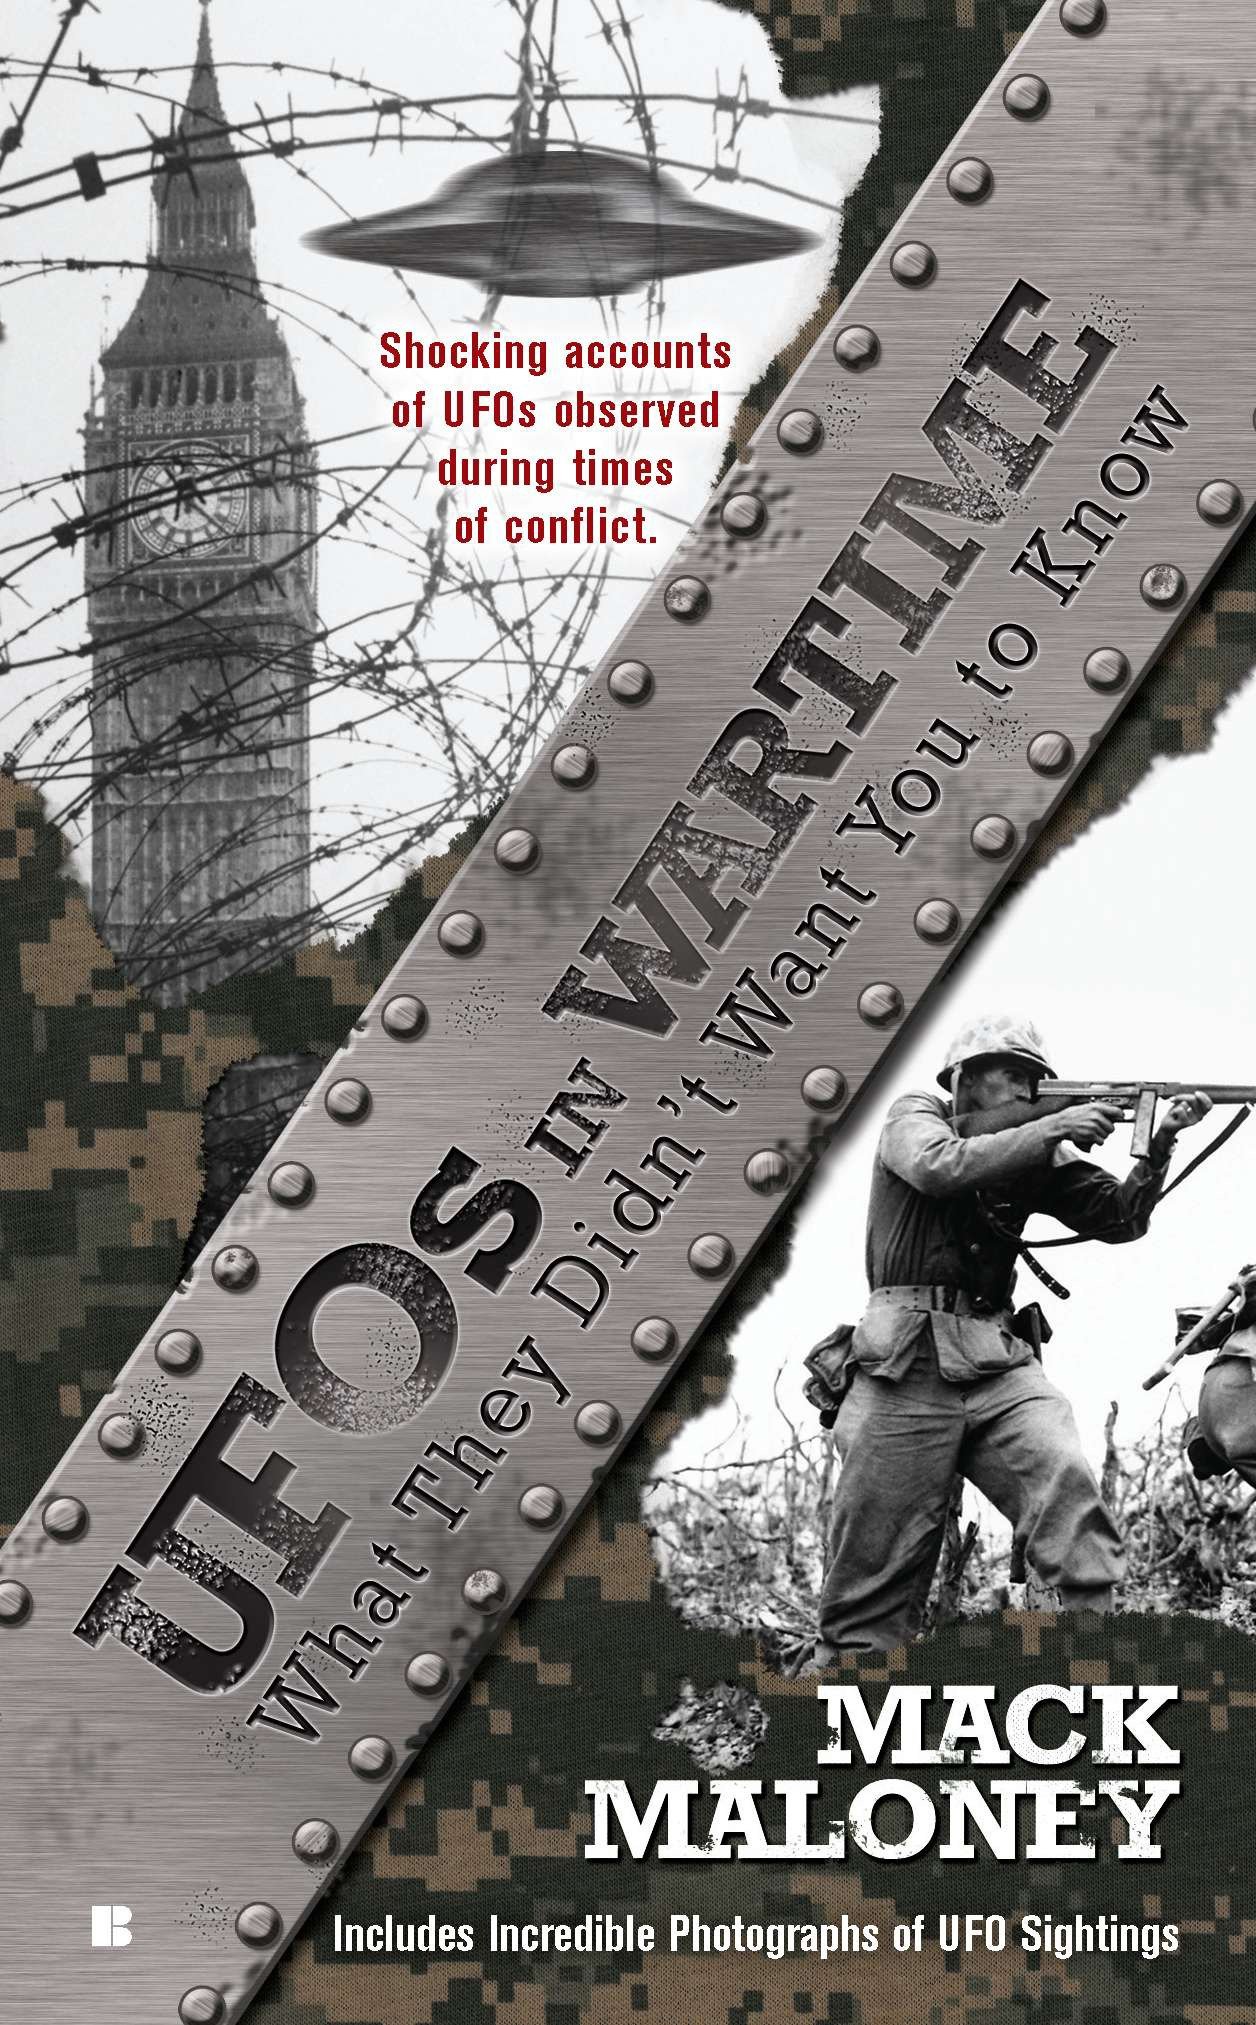 Shocking accounts
of UFOs observed
during times
of conflict.
UFOS IN WARTIME
What They Didn't Want You to Know
MACK
MALONEY
B
Includes Incredible Photographs of UFO Sightings